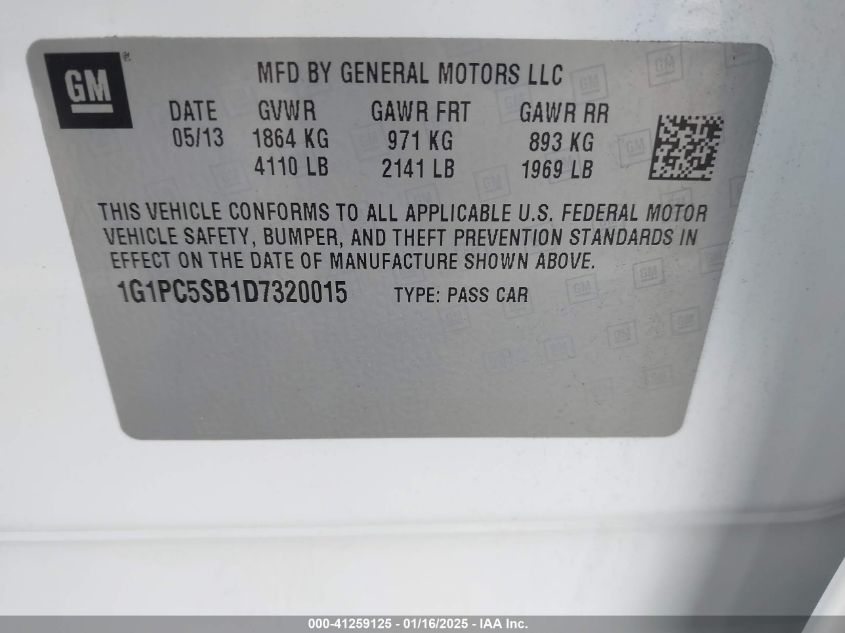 GM®
MFD BY GENERAL MOTORS LLC
DATE GVWR GAWR FRT GAWR RR
05/13 1864 KG 971 KG 893 KG
4110 LB 2141 LB 1969 LB
THIS VEHICLE CONFORMS TO ALL APPLICABLE U.S. FEDERAL MOTOR
VEHICLE SAFETY, BUMPER, AND THEFT PREVENTION STANDARDS IN
EFFECT ON THE DATE OF MANUFACTURE SHOWN ABOVE.
1G1PC5SB1D7320015 TYPE: PASS CAR
000-41259125 - 01/16/2025 - IAA Inc.